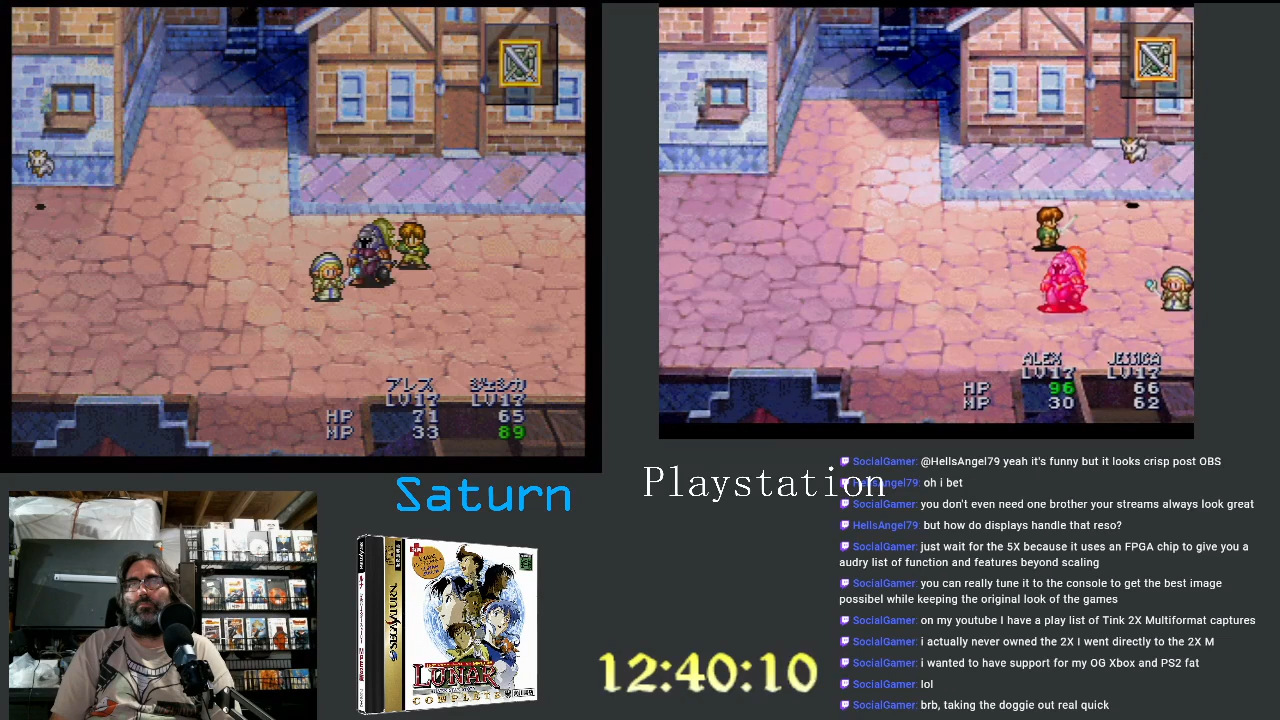 アレス ジェシカ
LV17 LV17
HP 71 65
MP 33 89
ALEX JESSICA
LV17 LV17
HP 96 66
MP 30 62
Saturn
Playstation
SATURN
LUNAR
COMPLETE
12:40:10
SocialGamer: @HellsAngel79 yeah it's funny but it looks crisp post OBS
HellsAngel79: oh i bet
SocialGamer: you don't even need one brother your streams always look great
HellsAngel79: but how do displays handle that reso?
SocialGamer: just wait for the 5X because it uses an FPGA chip to give you a
audry list of function and features beyond scaling
SocialGamer: you can really tune it to the console to get the best image
possibel while keeping the original look of the games
SocialGamer: on my youtube I have a play list of Tink 2X Multiformat captures
SocialGamer: i actually never owned the 2X I went directly to the 2X M
SocialGamer: i wanted to have support for my OG Xbox and PS2 fat
SocialGamer: lol
SocialGamer: brb, taking the doggie out real quick